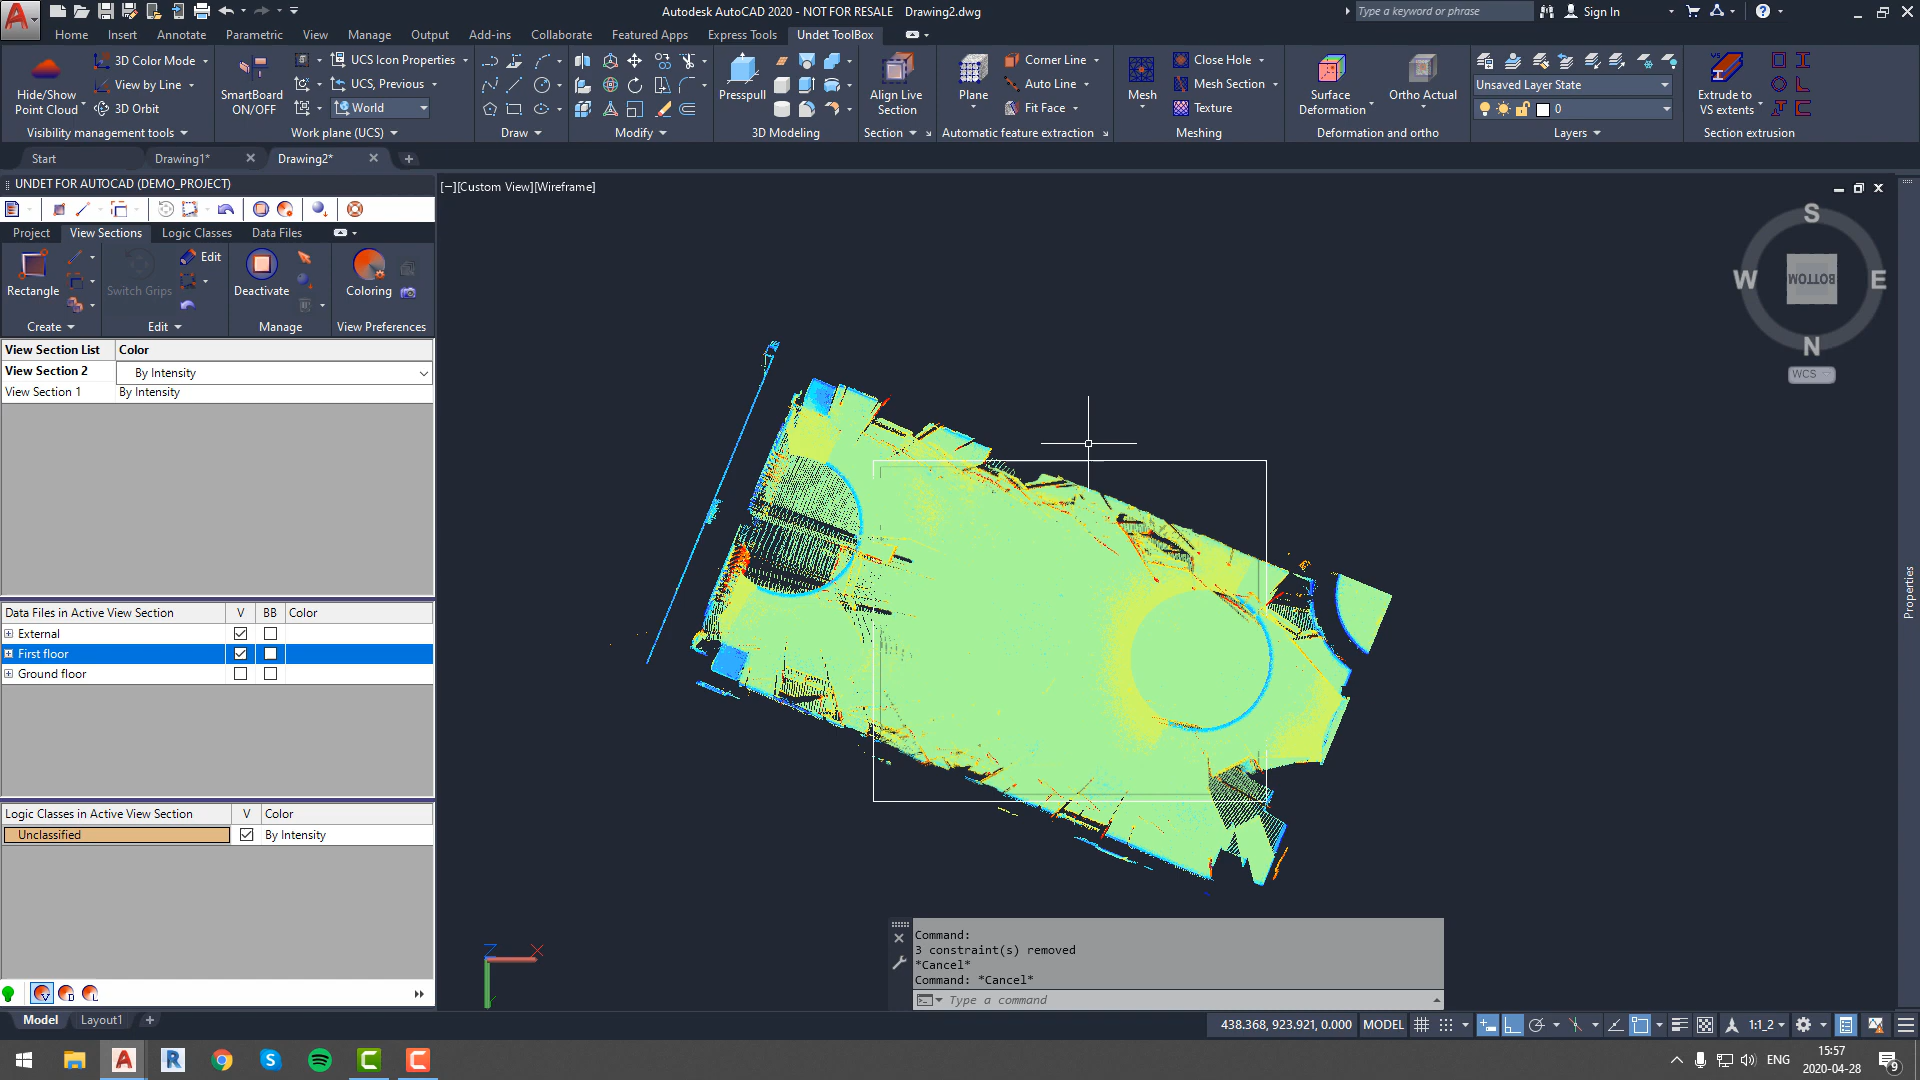 Autodesk AutoCAD 2020 - NOT FOR RESALE Drawing2.dwg
Type a keyword or phrase
Sign In
Home Insert Annotate Parametric View Manage Output Add-ins Collaborate Featured Apps Express Tools Undet ToolBox
3D Color Mode
UCS Icon Properties
Corner Line
Close Hole
View by Line
UCS, Previous
Auto Line
Mesh Section
Unsaved Layer State
3D Orbit
World
Fit Face
Texture
0
Hide/Show
Point Cloud
SmartBoard
ON/OFF
Presspull
Align Live
Section
Plane
Mesh
Surface
Deformation
Ortho Actual
Extrude to
VS extents
Visibility management tools
Work plane (UCS)
Draw
Modify
3D Modeling
Section
Automatic feature extraction
Meshing
Deformation and ortho
Layers
Section extrusion
Start
Drawing1*
Drawing2*
UNDET FOR AUTOCAD (DEMO_PROJECT)
[−][Custom View][Wireframe]
Project View Sections Logic Classes Data Files
Rectangle
Switch Grips
Edit
Deactivate
Coloring
Create
Edit
Manage
View Preferences
View Section List Color
View Section 2 By Intensity
View Section 1 By Intensity
Data Files in Active View Section V BB Color
External
First floor
Ground floor
Logic Classes in Active View Section V Color
Unclassified By Intensity
S
W
BOTTOM
E
N
WCS
Properties
Z
X
Y
Command:
3 constraint(s) removed
*Cancel*
Command: *Cancel*
Type a command
Model
Layout1
438.368, 923.921, 0.000
MODEL
1:1_2
ENG
15:57
2020-04-28
9